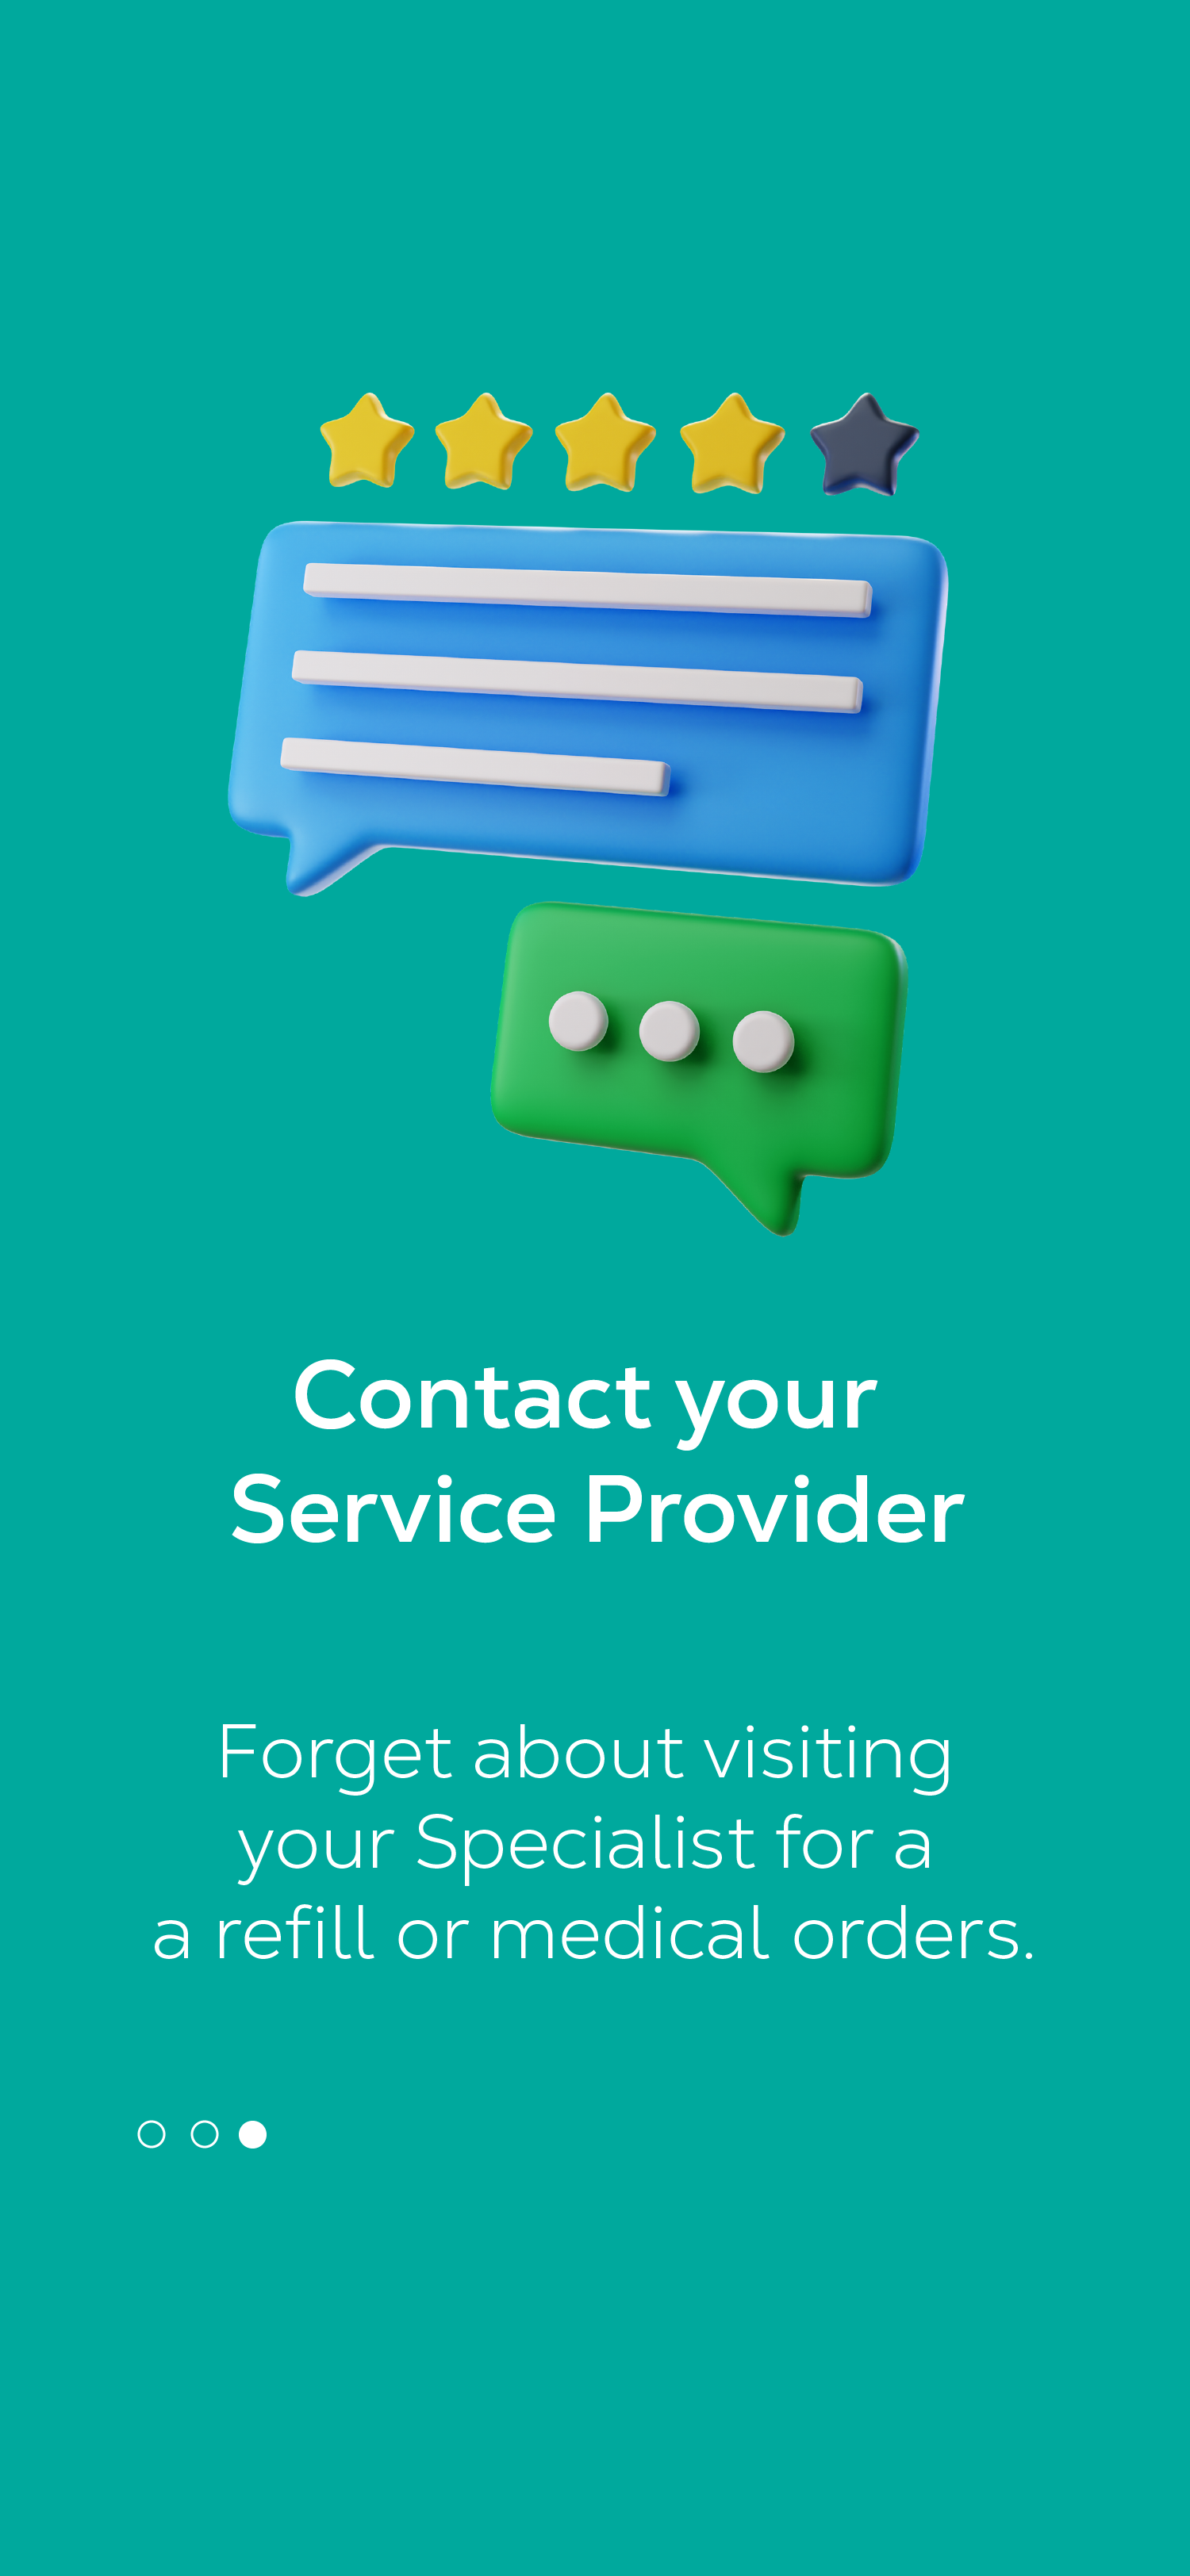 Contact your
Service Provider
Forget about visiting
your Specialist for a
a refill or medical orders.